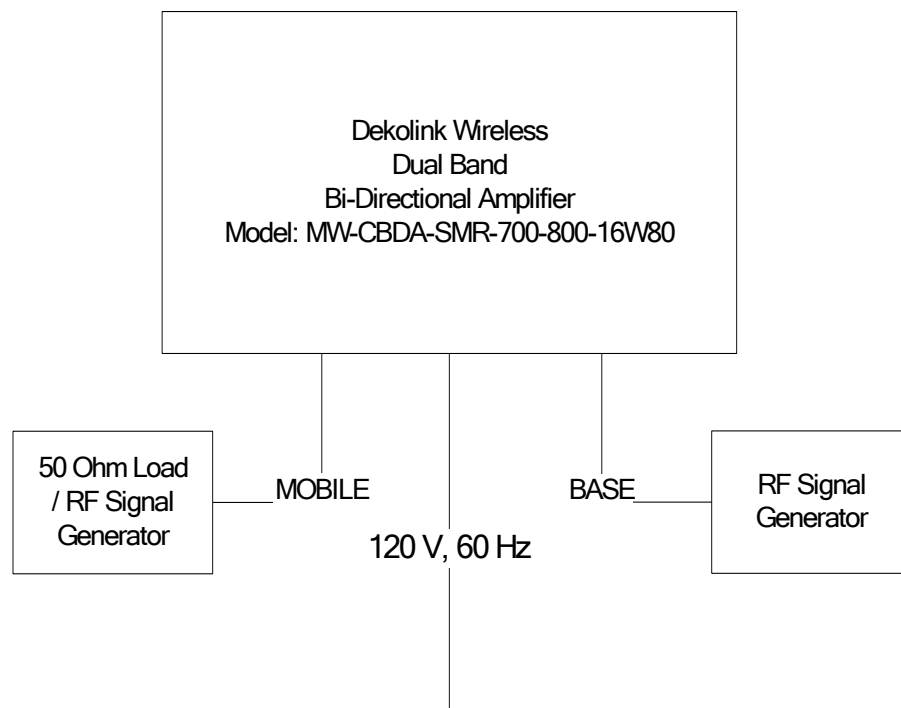 Dekolink Wireless
Dual Band
Bi-Directional Amplifier
Model: MW-CBDA-SMR-700-800-16W80
50 Ohm Load
/ RF Signal
Generator
MOBILE
BASE
RF Signal
Generator
120 V, 60 Hz